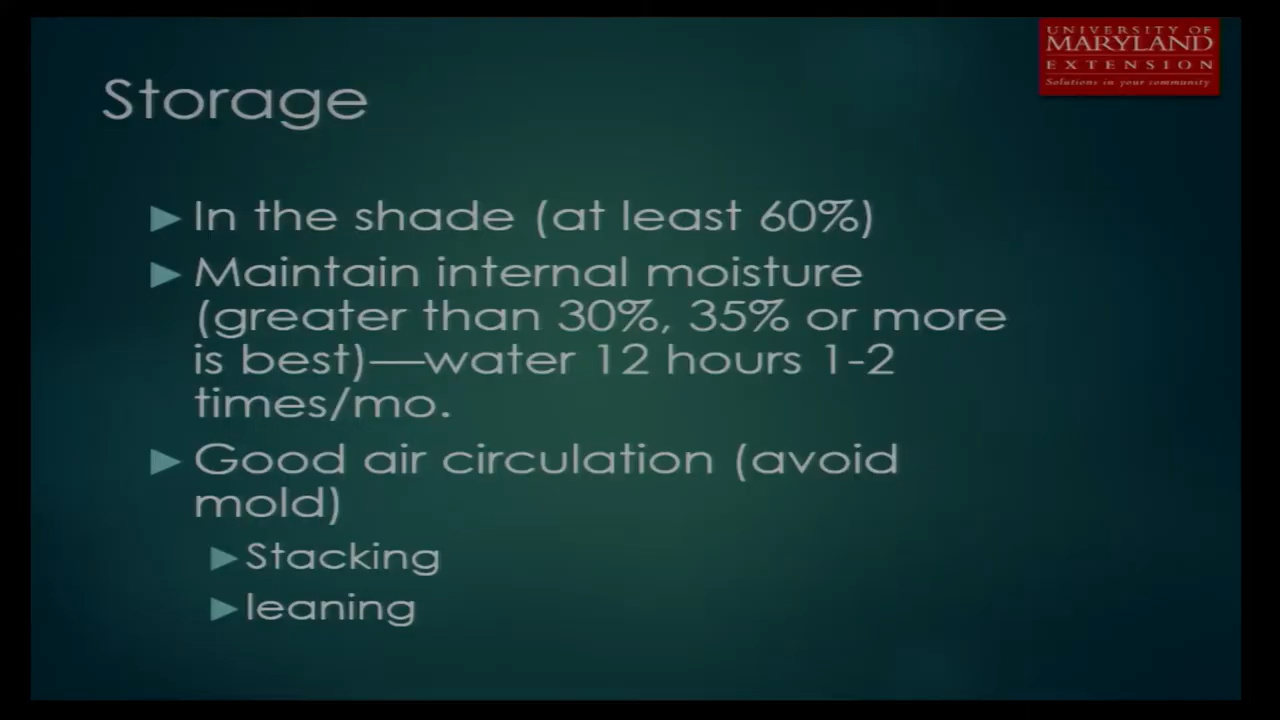 UNIVERSITY OF
MARYLAND
EXTENSION
Solutions in your community
Storage
In the shade (at least 60%)
Maintain internal moisture
(greater than 30%, 35% or more
is best)—water 12 hours 1-2
times/mo.
Good air circulation (avoid
mold)
Stacking
leaning